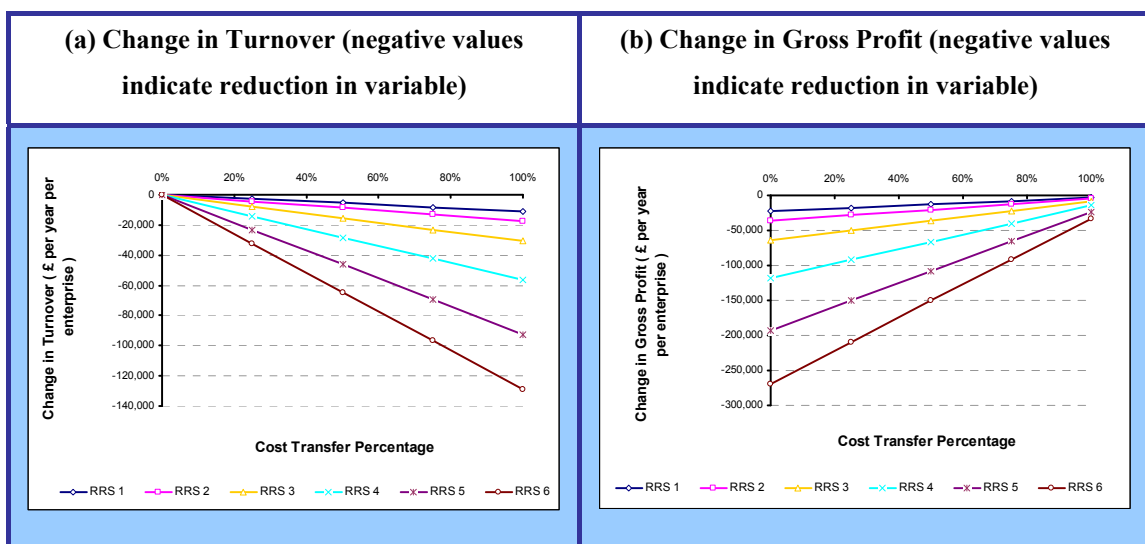 (a) Change in Turnover (negative values
indicate reduction in variable)
(b) Change in Gross Profit (negative values
indicate reduction in variable)
0% 20% 40% 60% 80% 100%
0
-20,000
-40,000
-60,000
-80,000
-100,000
-120,000
-140,000
Change in Turnover ( £ per year per
enterprise )
Cost Transfer Percentage
RRS 1 RRS 2 RRS 3 RRS 4 RRS 5 RRS 6
0% 20% 40% 60% 80% 100%
0
-50,000
-100,000
-150,000
-200,000
-250,000
-300,000
Change in Gross Profit ( £ per year
per enterprise )
Cost Transfer Percentage
RRS 1 RRS 2 RRS 3 RRS 4 RRS 5 RRS 6